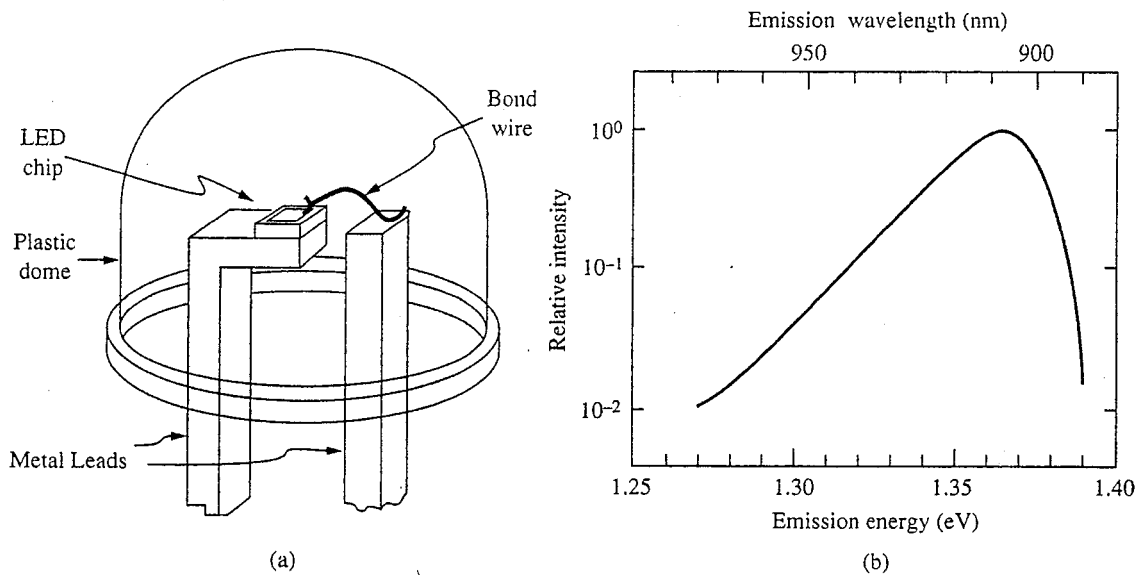 LED
chip
Bond
wire
Plastic
dome
Metal Leads
(a)
Emission wavelength (nm)
950
900
Relative intensity
10⁰
10⁻¹
10⁻²
1.25
1.30
1.35
1.40
Emission energy (eV)
(b)